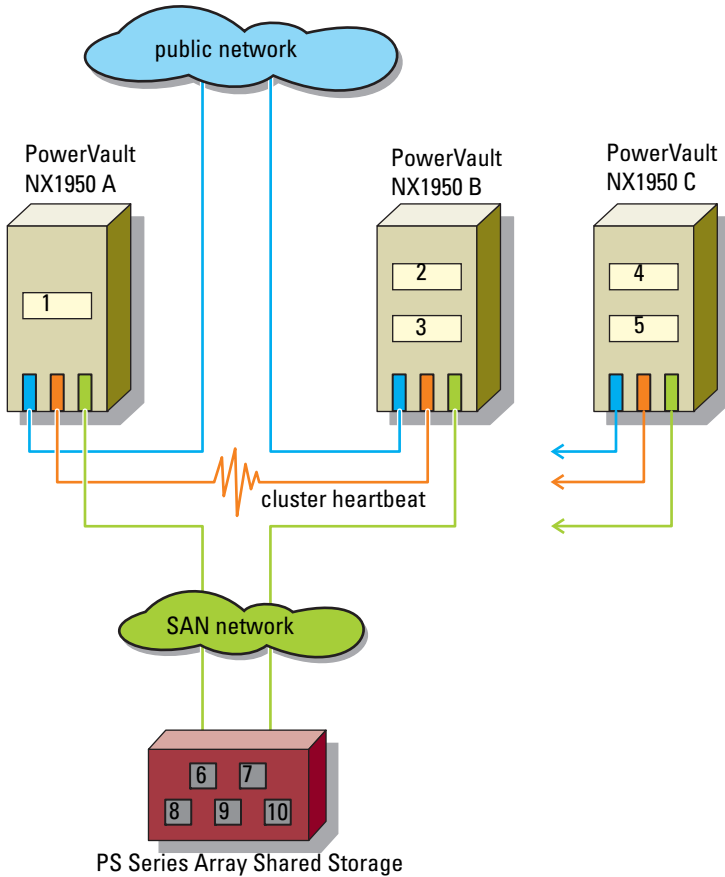 public network
PowerVault
NX1950 A
PowerVault
NX1950 B
PowerVault
NX1950 C
1
2
3
4
5
cluster heartbeat
SAN network
6 7
8 9 10
PS Series Array Shared Storage